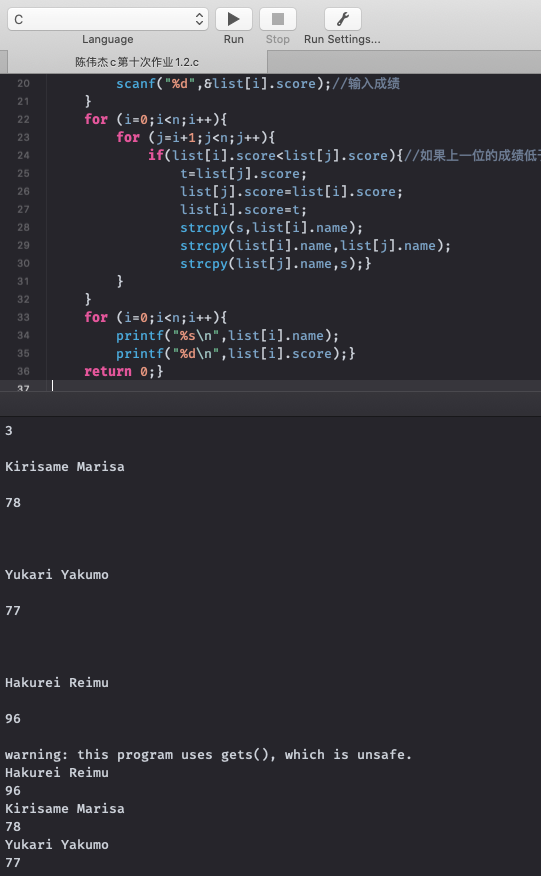 C
Language Run Stop Run Settings...
陈伟杰c第十次作业1.2.c
20 scanf("%d",&list[i].score);//输入成绩
21 }
22 for (i=0;i<n;i++){
23 for (j=i+1;j<n;j++){
24 if(list[i].score<list[j].score){//如果上一位的成绩低
25 t=list[j].score;
26 list[j].score=list[i].score;
27 list[i].score=t;
28 strcpy(s,list[i].name);
29 strcpy(list[i].name,list[j].name);
30 strcpy(list[j].name,s);}
31 }
32 }
33 for (i=0;i<n;i++){
34 printf("%s\n",list[i].name);
35 printf("%d\n",list[i].score);}
36 return 0;}
37
3
Kirisame Marisa
78
Yukari Yakumo
77
Hakurei Reimu
96
warning: this program uses gets(), which is unsafe.
Hakurei Reimu
96
Kirisame Marisa
78
Yukari Yakumo
77